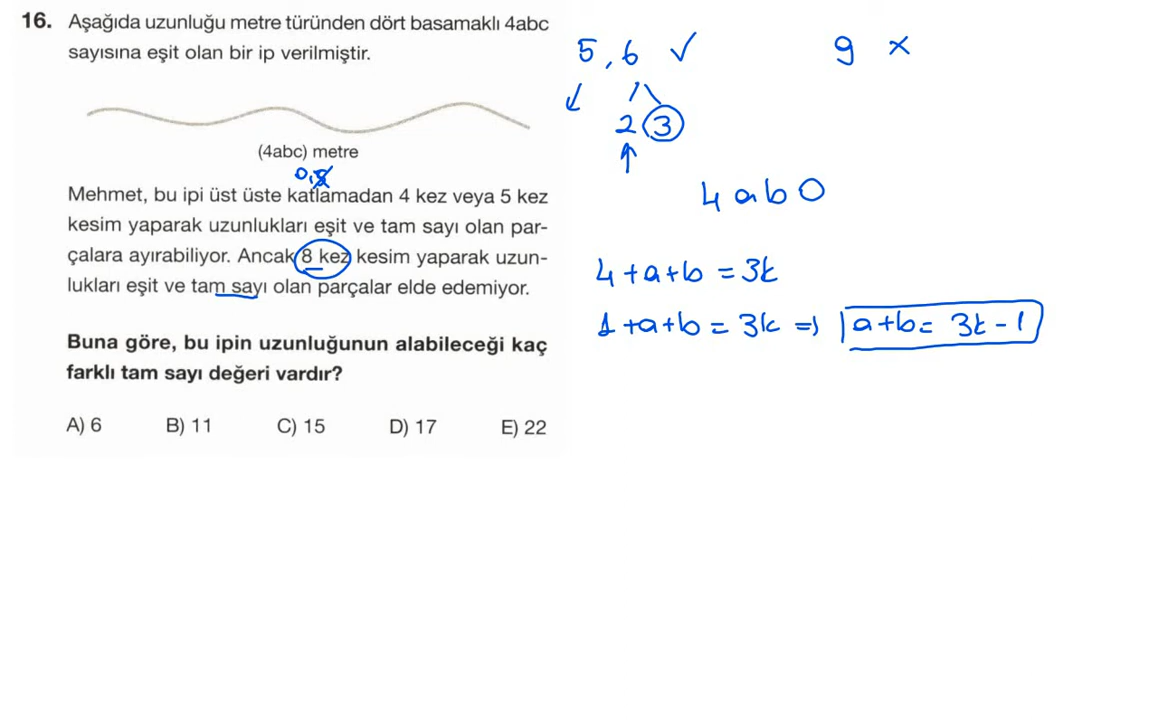 16. Aşağıda uzunluğu metre türünden dört basamaklı 4abc
sayısına eşit olan bir ip verilmiştir.
(4abc) metre
0,5
Mehmet, bu ipi üst üste katlamadan 4 kez veya 5 kez
kesim yaparak uzunlukları eşit ve tam sayı olan par-
çalara ayırabiliyor. Ancak 8 kez kesim yaparak uzun-
lukları eşit ve tam sayı olan parçalar elde edemiyor.
Buna göre, bu ipin uzunluğunun alabileceği kaç
farklı tam sayı değeri vardır?
A) 6 B) 11 C) 15 D) 17 E) 22
5, 6 ✓ 9 x
2 3
4 a b 0
4 + a + b = 3k
1 + a + b = 3k ⇒ a + b = 3k - 1